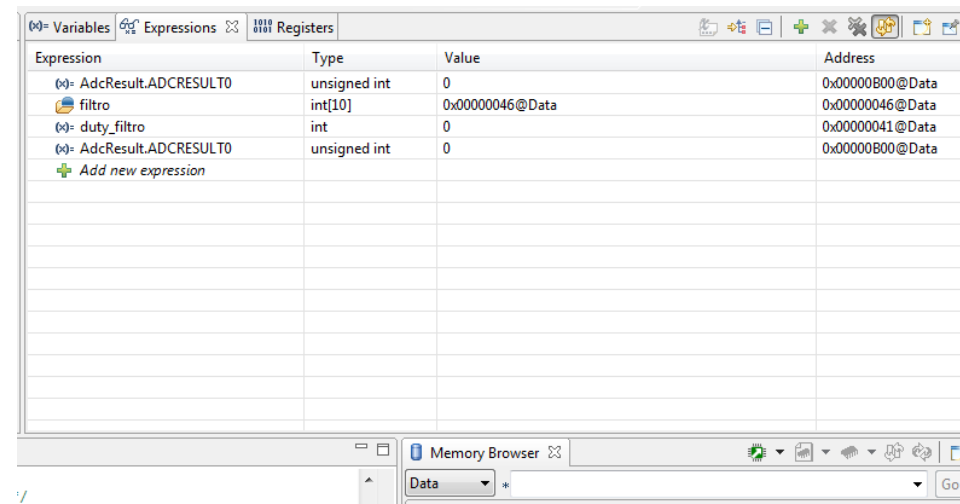 (x)= Variables Expressions 1010 0101 Registers
Expression Type Value Address
(x)= AdcResult.ADCRESULT0 unsigned int 0 0x00000B00@Data
filtro int[10] 0x00000046@Data 0x00000046@Data
(x)= duty_filtro int 0 0x00000041@Data
(x)= AdcResult.ADCRESULT0 unsigned int 0 0x00000B00@Data
Add new expression
Memory Browser
Data * Go
*/